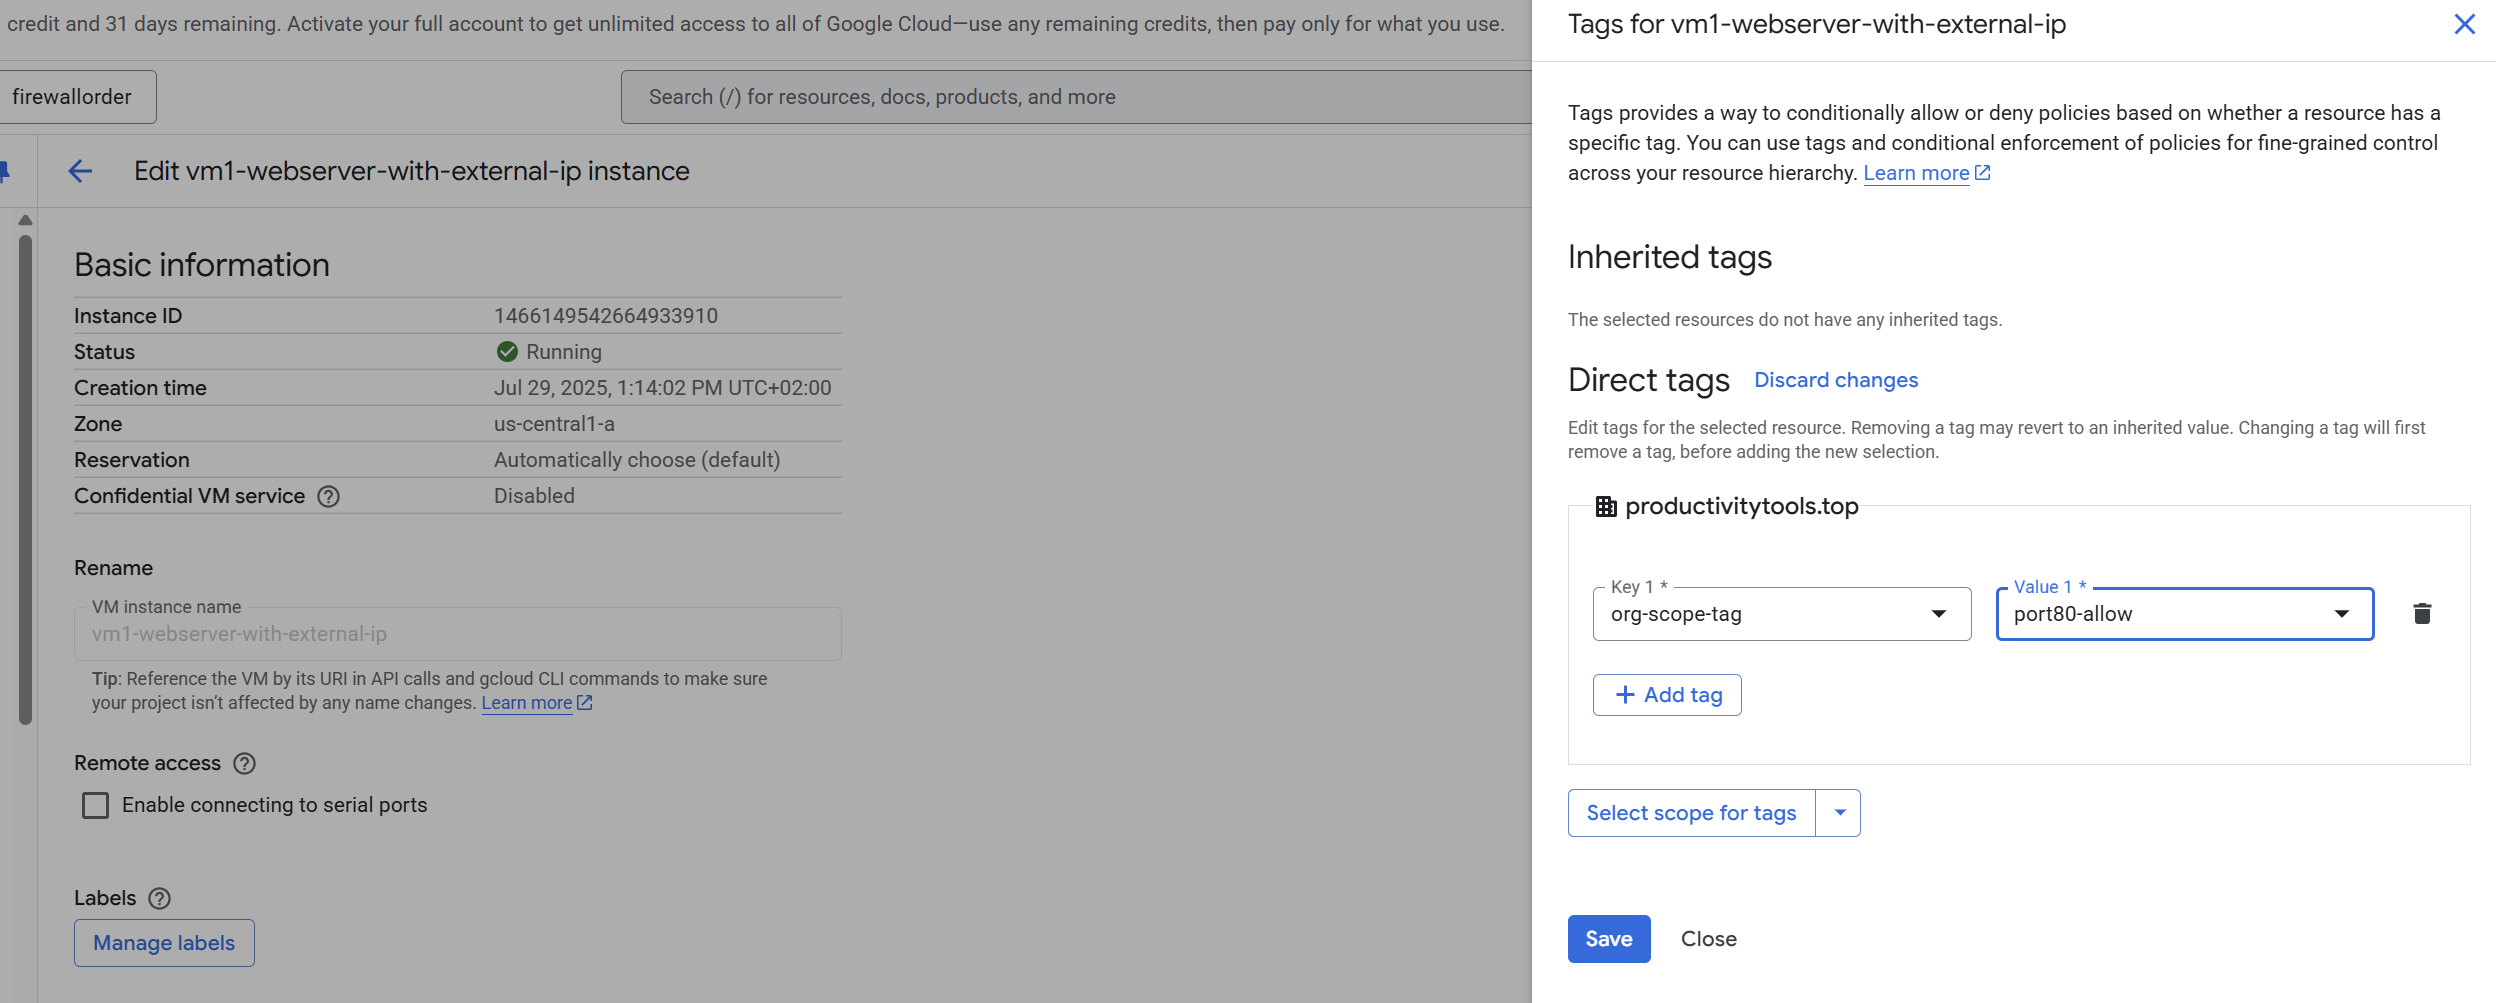 credit and 31 days remaining. Activate your full account to get unlimited access to all of Google Cloud—use any remaining credits, then pay only for what you use.
firewallorder
Search (/) for resources, docs, products, and more
Edit vm1-webserver-with-external-ip instance
Basic information
Instance ID 1466149542664933910
Status Running
Creation time Jul 29, 2025, 1:14:02 PM UTC+02:00
Zone us-central1-a
Reservation Automatically choose (default)
Confidential VM service Disabled
Rename
VM instance name
vm1-webserver-with-external-ip
Tip: Reference the VM by its URI in API calls and gcloud CLI commands to make sure
your project isn't affected by any name changes. Learn more
Remote access
Enable connecting to serial ports
Labels
Manage labels
Tags for vm1-webserver-with-external-ip
Tags provides a way to conditionally allow or deny policies based on whether a resource has a
specific tag. You can use tags and conditional enforcement of policies for fine-grained control
across your resource hierarchy. Learn more
Inherited tags
The selected resources do not have any inherited tags.
Direct tags Discard changes
Edit tags for the selected resource. Removing a tag may revert to an inherited value. Changing a tag will first
remove a tag, before adding the new selection.
productivitytools.top
Key 1 * Value 1 *
org-scope-tag port80-allow
+ Add tag
Select scope for tags
Save Close